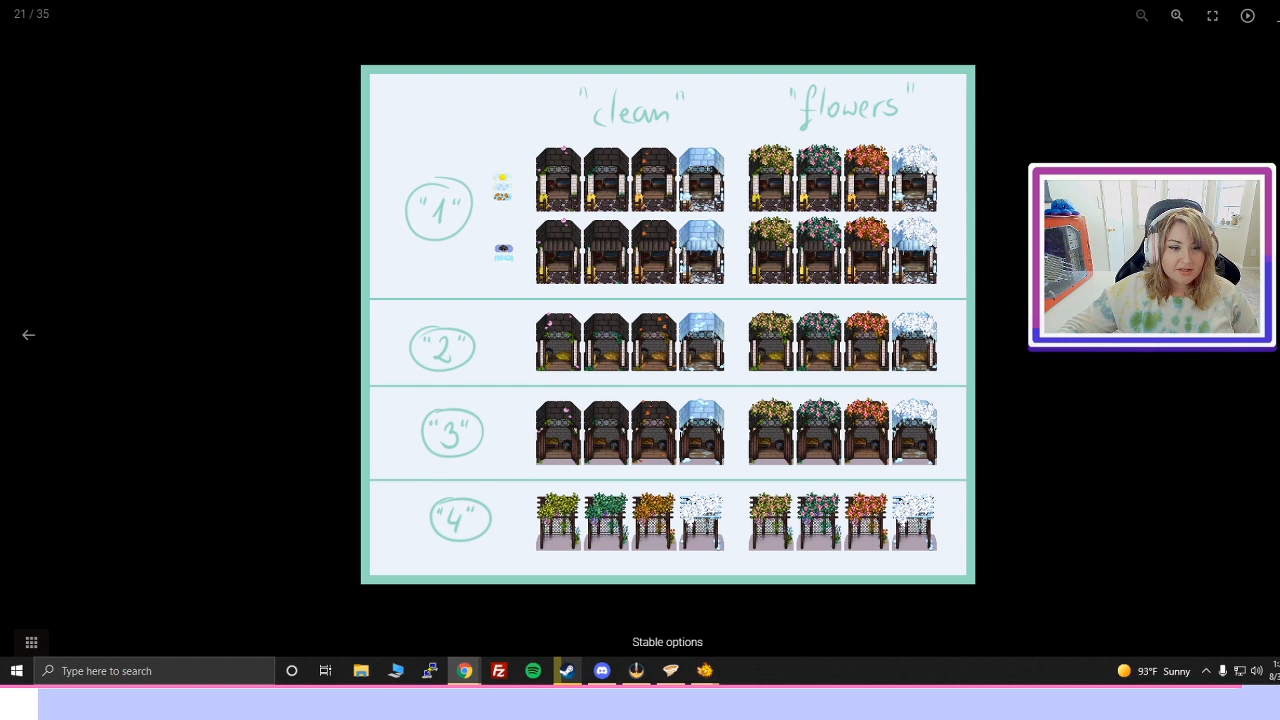 21 / 35
"clean"
"flowers"
"1"
"2"
"3"
"4"
Stable options
Type here to search
93°F Sunny